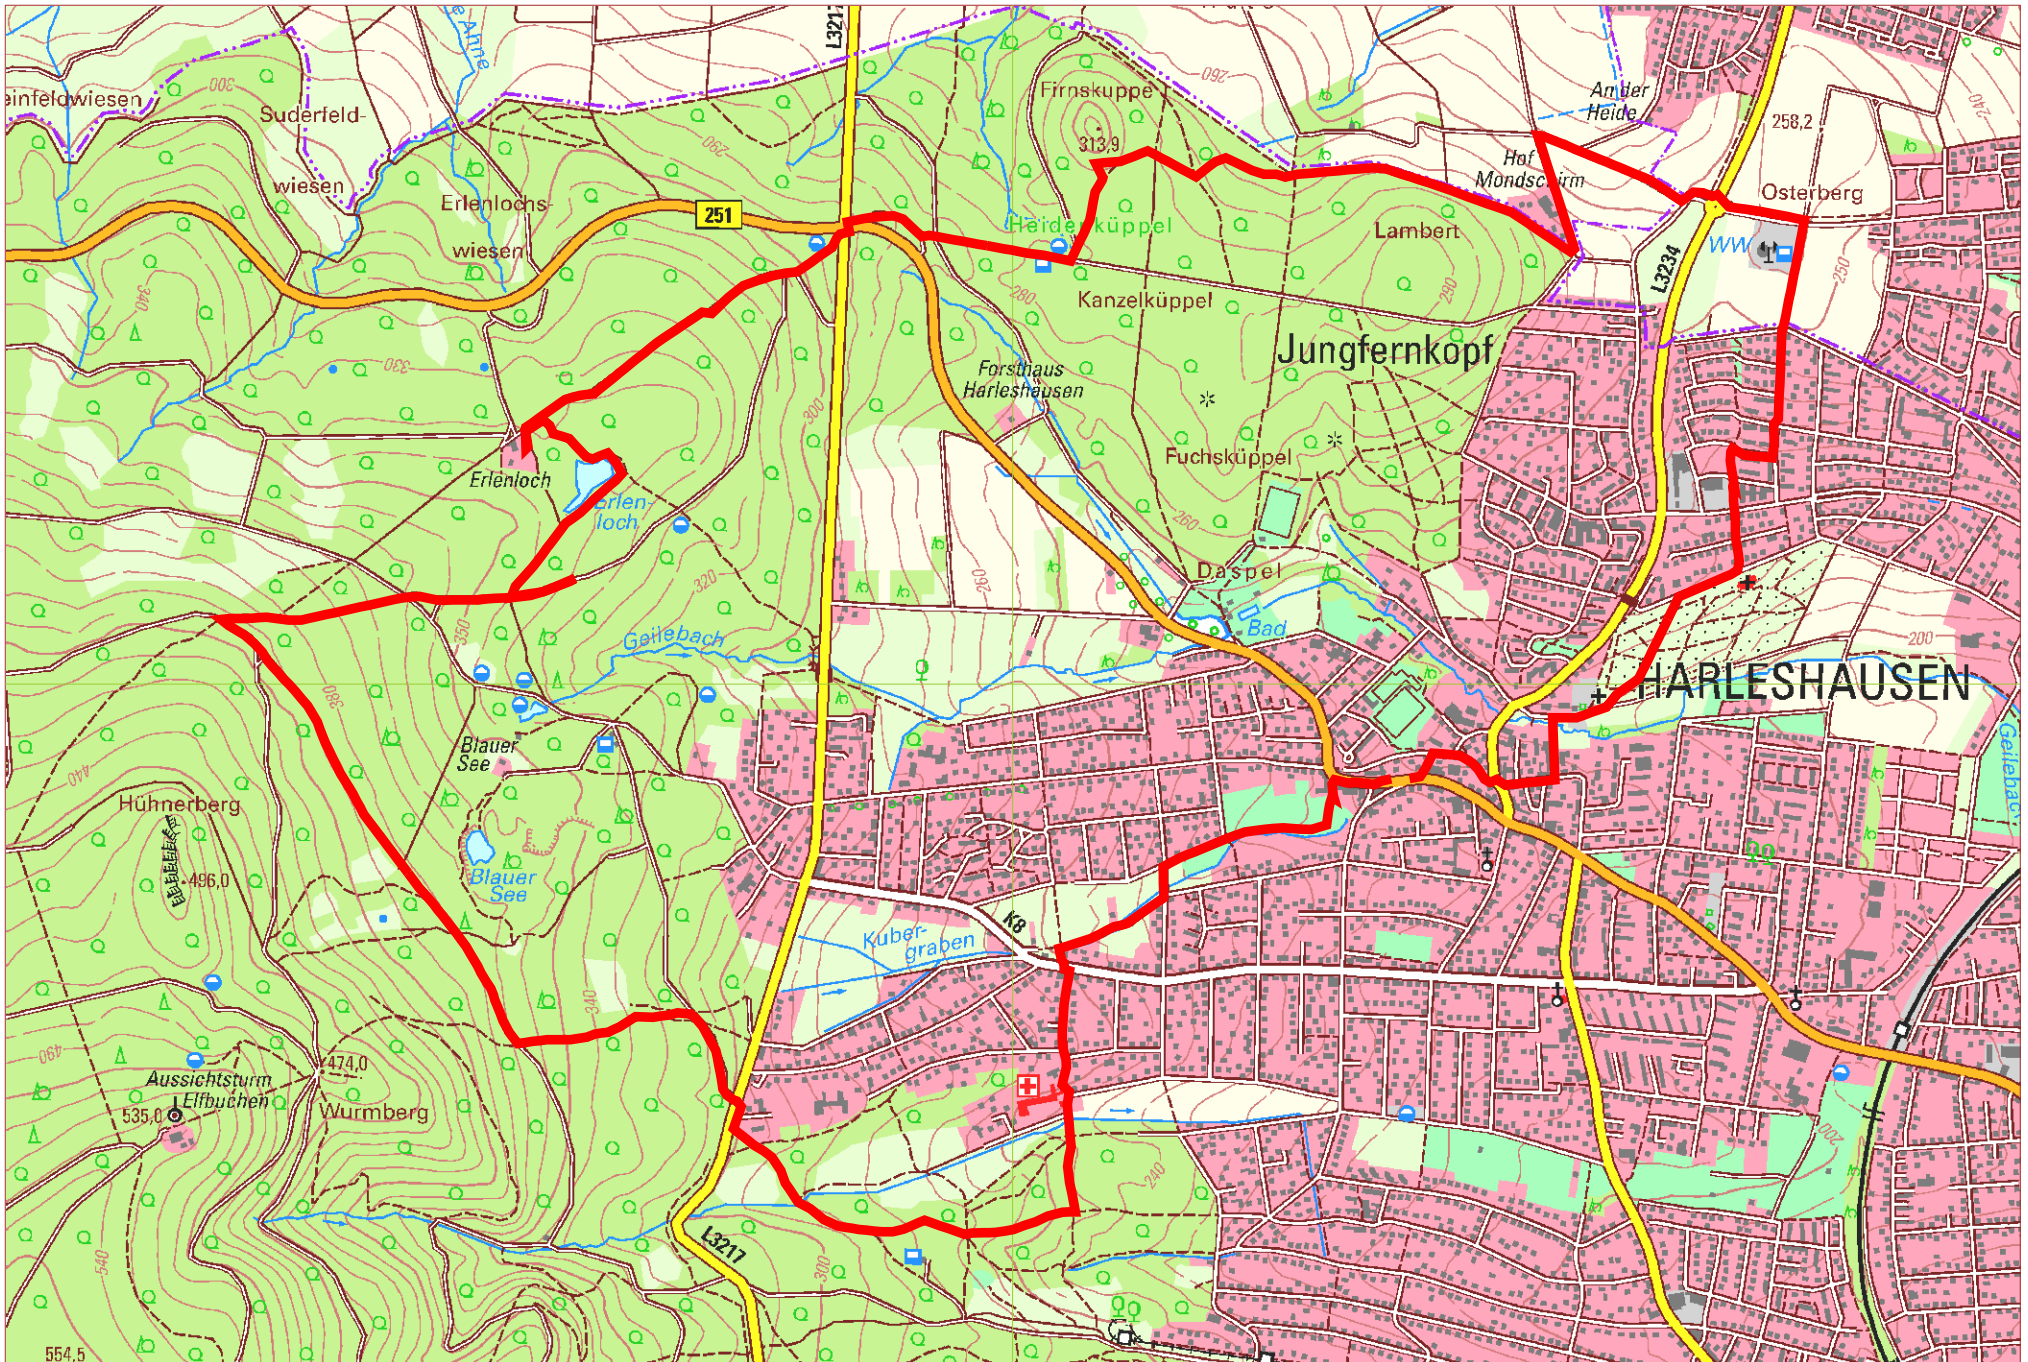 L3217
Firnskuppe
313,9
260
An der
Heide
258,2
240
einfeldwiesen
Suderfeld-
wiesen
300
290
Hof
Mondschirm
Osterberg
Erlenlochs-
wiesen
251
Heidenküppel
Lambert
WW
L3234
250
340
280
Kanzelküppel
290
330
Jungfernkopf
Forsthaus
Harleshausen
300
Fuchsküppel
Erlenloch
Erlen-
loch
260
260
Daspel
320
350
Geilebach
Bad
200
HARLESHAUSEN
380
Blauer
See
Geilebach
440
Hühnerberg
496,0
Blauer
See
K8
Kuber-
graben
340
490
474,0
Aussichtsturm
Elfbuchen
535,0
Wurmberg
200
240
L3217
540
300
554,5